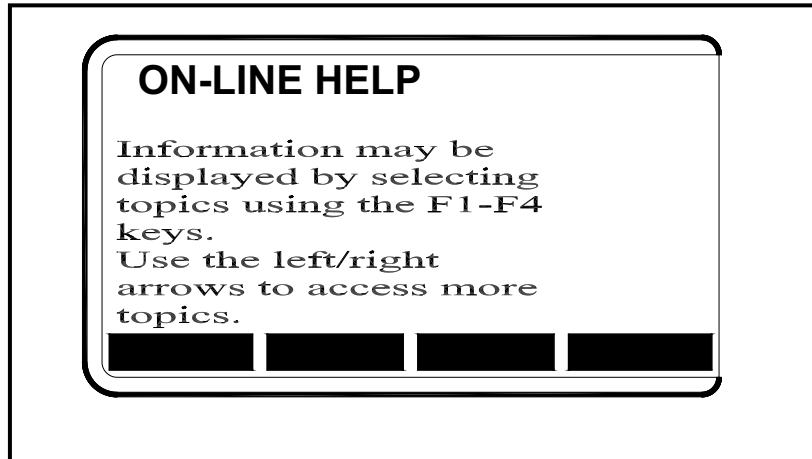 ON-LINE HELP
Information may be
displayed by selecting
topics using the F1-F4
keys.
Use the left/right
arrows to access more
topics.